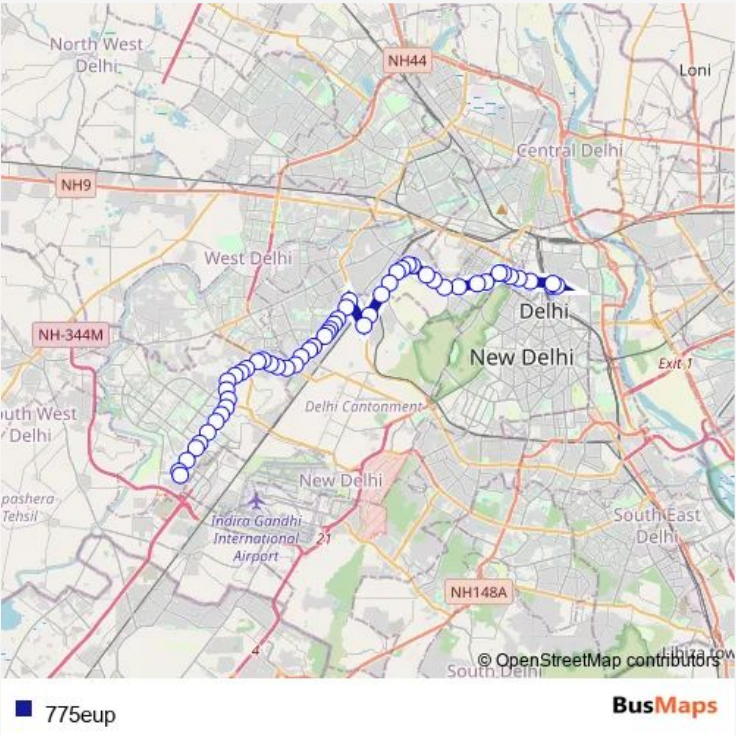 North West
Delhi
NH44
Loni
Central Delhi
NH9
West Delhi
Delhi
NH-344M
New Delhi
Exit 1
outh West
Delhi
Delhi Cantonment
New Delhi
pashera
Tehsil
Indira Gandhi
International
Airport
21
South East
Delhi
NH148A
4
South Delhi
© OpenStreetMap contributors
775eup
BusMaps